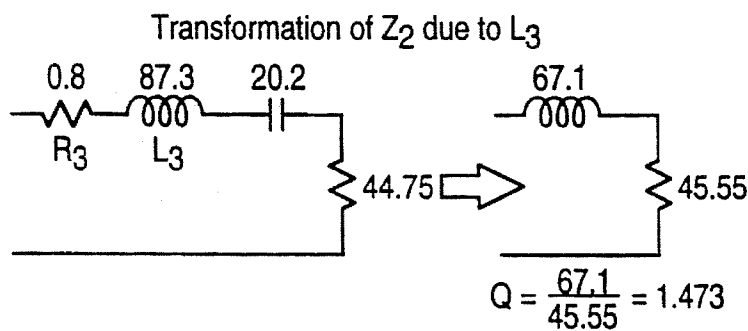 Transformation of Z2 due to L3
0.8 87.3 20.2 67.1
R3 L3
44.75 45.55
Q = 67.1 / 45.55 = 1.473